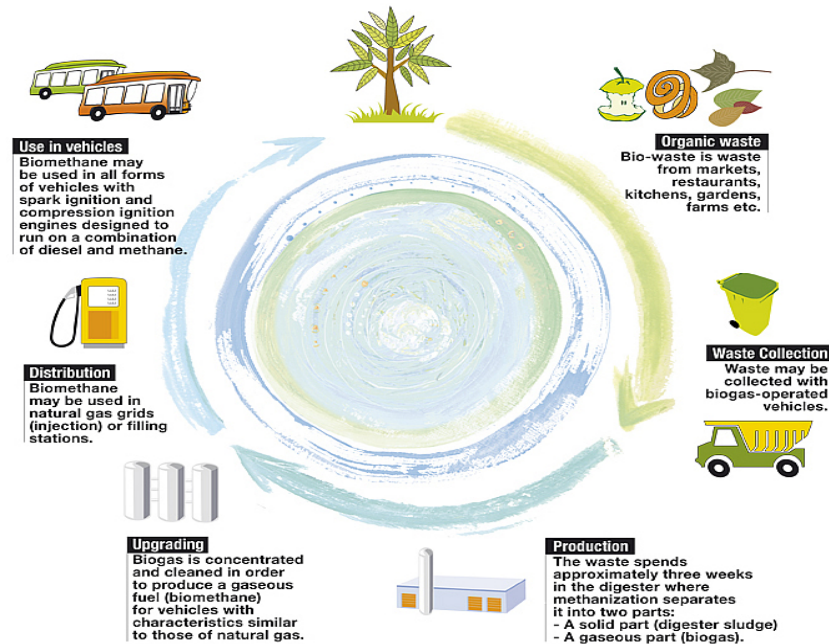 Use in vehicles
Biomethane may
be used in all forms
of vehicles with
spark ignition and
compression ignition
engines designed to
run on a combination
of diesel and methane.
Organic waste
Bio-waste is waste
from markets,
restaurants,
kitchens, gardens,
farms etc.
Distribution
Biomethane
may be used in
natural gas grids
(injection) or filling
stations.
Waste Collection
Waste may be
collected with
biogas-operated
vehicles.
Upgrading
Biogas is concentrated
and cleaned in order
to produce a gaseous
fuel (biomethane)
for vehicles with
characteristics similar
to those of natural gas.
Production
The waste spends
approximately three weeks
in the digester where
methanization separates
it into two parts:
- A solid part (digester sludge)
- A gaseous part (biogas).